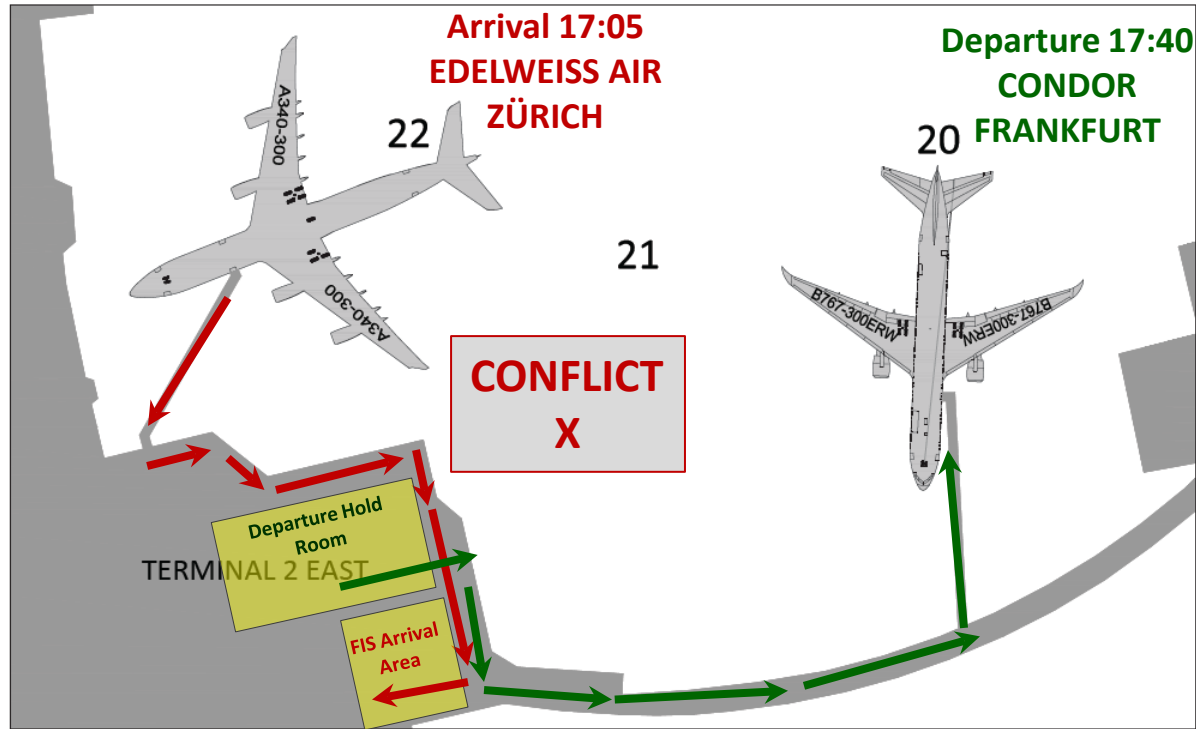 Arrival 17:05
EDELWEISS AIR
ZÜRICH
Departure 17:40
CONDOR
FRANKFURT
A340-300
22
20
21
A340-300
B767-300ERW
B767-300ERW
CONFLICT
X
Departure Hold
Room
TERMINAL 2 EAST
FIS Arrival
Area